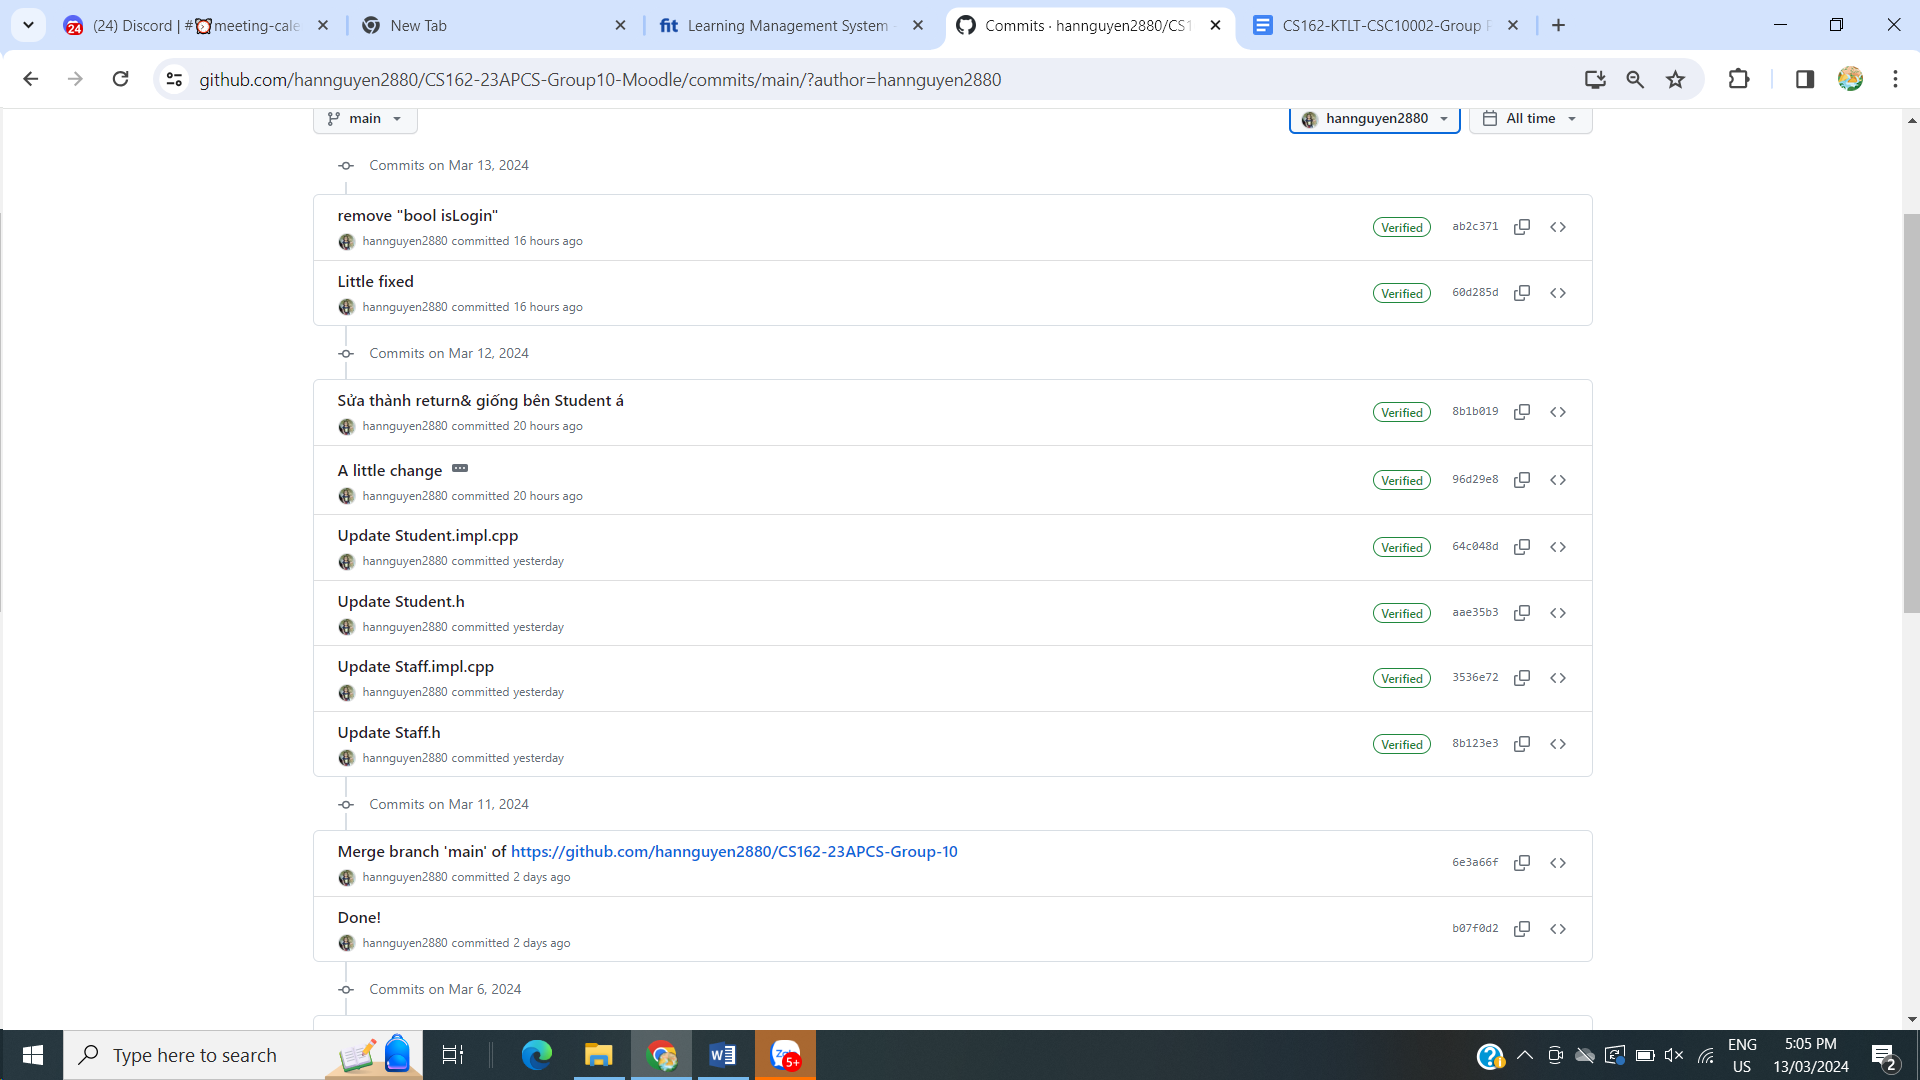 24
(24) Discord | #⏰meeting-cale
New Tab
fit Learning Management System -
Commits · hannguyen2880/CS1
CS162-KTLT-CSC10002-Group P
github.com/hannguyen2880/CS162-23APCS-Group10-Moodle/commits/main/?author=hannguyen2880
main
hannguyen2880
All time
Commits on Mar 13, 2024
remove "bool isLogin"
hannguyen2880 committed 16 hours ago
Verified
ab2c371
Little fixed
hannguyen2880 committed 16 hours ago
Verified
60d285d
Commits on Mar 12, 2024
Sửa thành return& giống bên Student á
hannguyen2880 committed 20 hours ago
Verified
8b1b019
A little change
hannguyen2880 committed 20 hours ago
Verified
96d29e8
Update Student.impl.cpp
hannguyen2880 committed yesterday
Verified
64c048d
Update Student.h
hannguyen2880 committed yesterday
Verified
aae35b3
Update Staff.impl.cpp
hannguyen2880 committed yesterday
Verified
3536e72
Update Staff.h
hannguyen2880 committed yesterday
Verified
8b123e3
Commits on Mar 11, 2024
Merge branch 'main' of https://github.com/hannguyen2880/CS162-23APCS-Group-10
hannguyen2880 committed 2 days ago
6e3a66f
Done!
hannguyen2880 committed 2 days ago
b07f0d2
Commits on Mar 6, 2024
Type here to search
5+
ENG
US
5:05 PM
13/03/2024
2